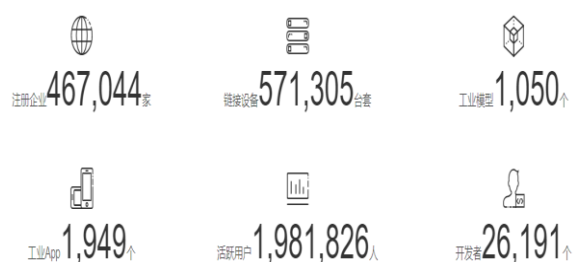 注册企业467,044家
链接设备571,305台套
工业模型1,050个
工业App1,949个
活跃用户1,981,826人
开发者26,191个